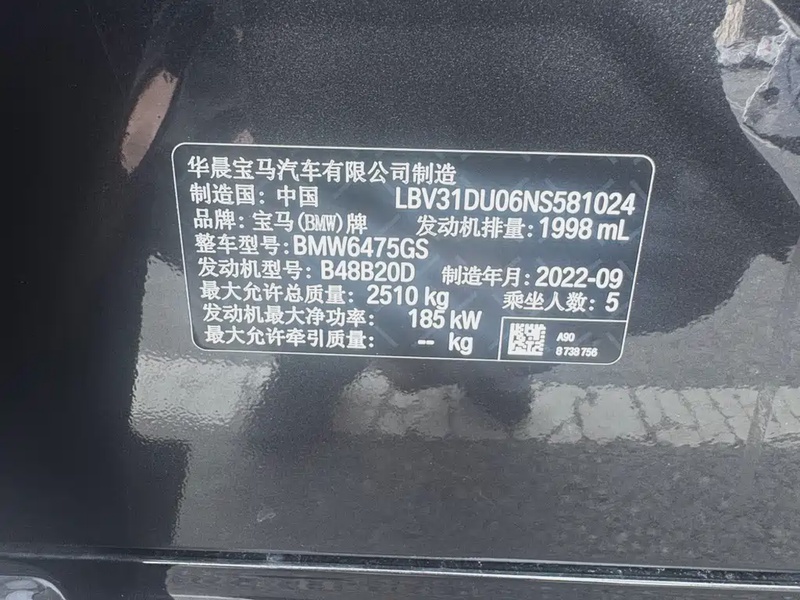 华晨宝马汽车有限公司制造
制造国: 中国 LBV31DU06NS581024
品牌: 宝马(BMW)牌 发动机排量: 1998 mL
整车型号: BMW6475GS
发动机型号: B48B20D 制造年月: 2022-09
最大允许总质量: 2510 kg 乘坐人数: 5
发动机最大净功率: 185 kW
最大允许牵引质量: -- kg
A90
8 738 756